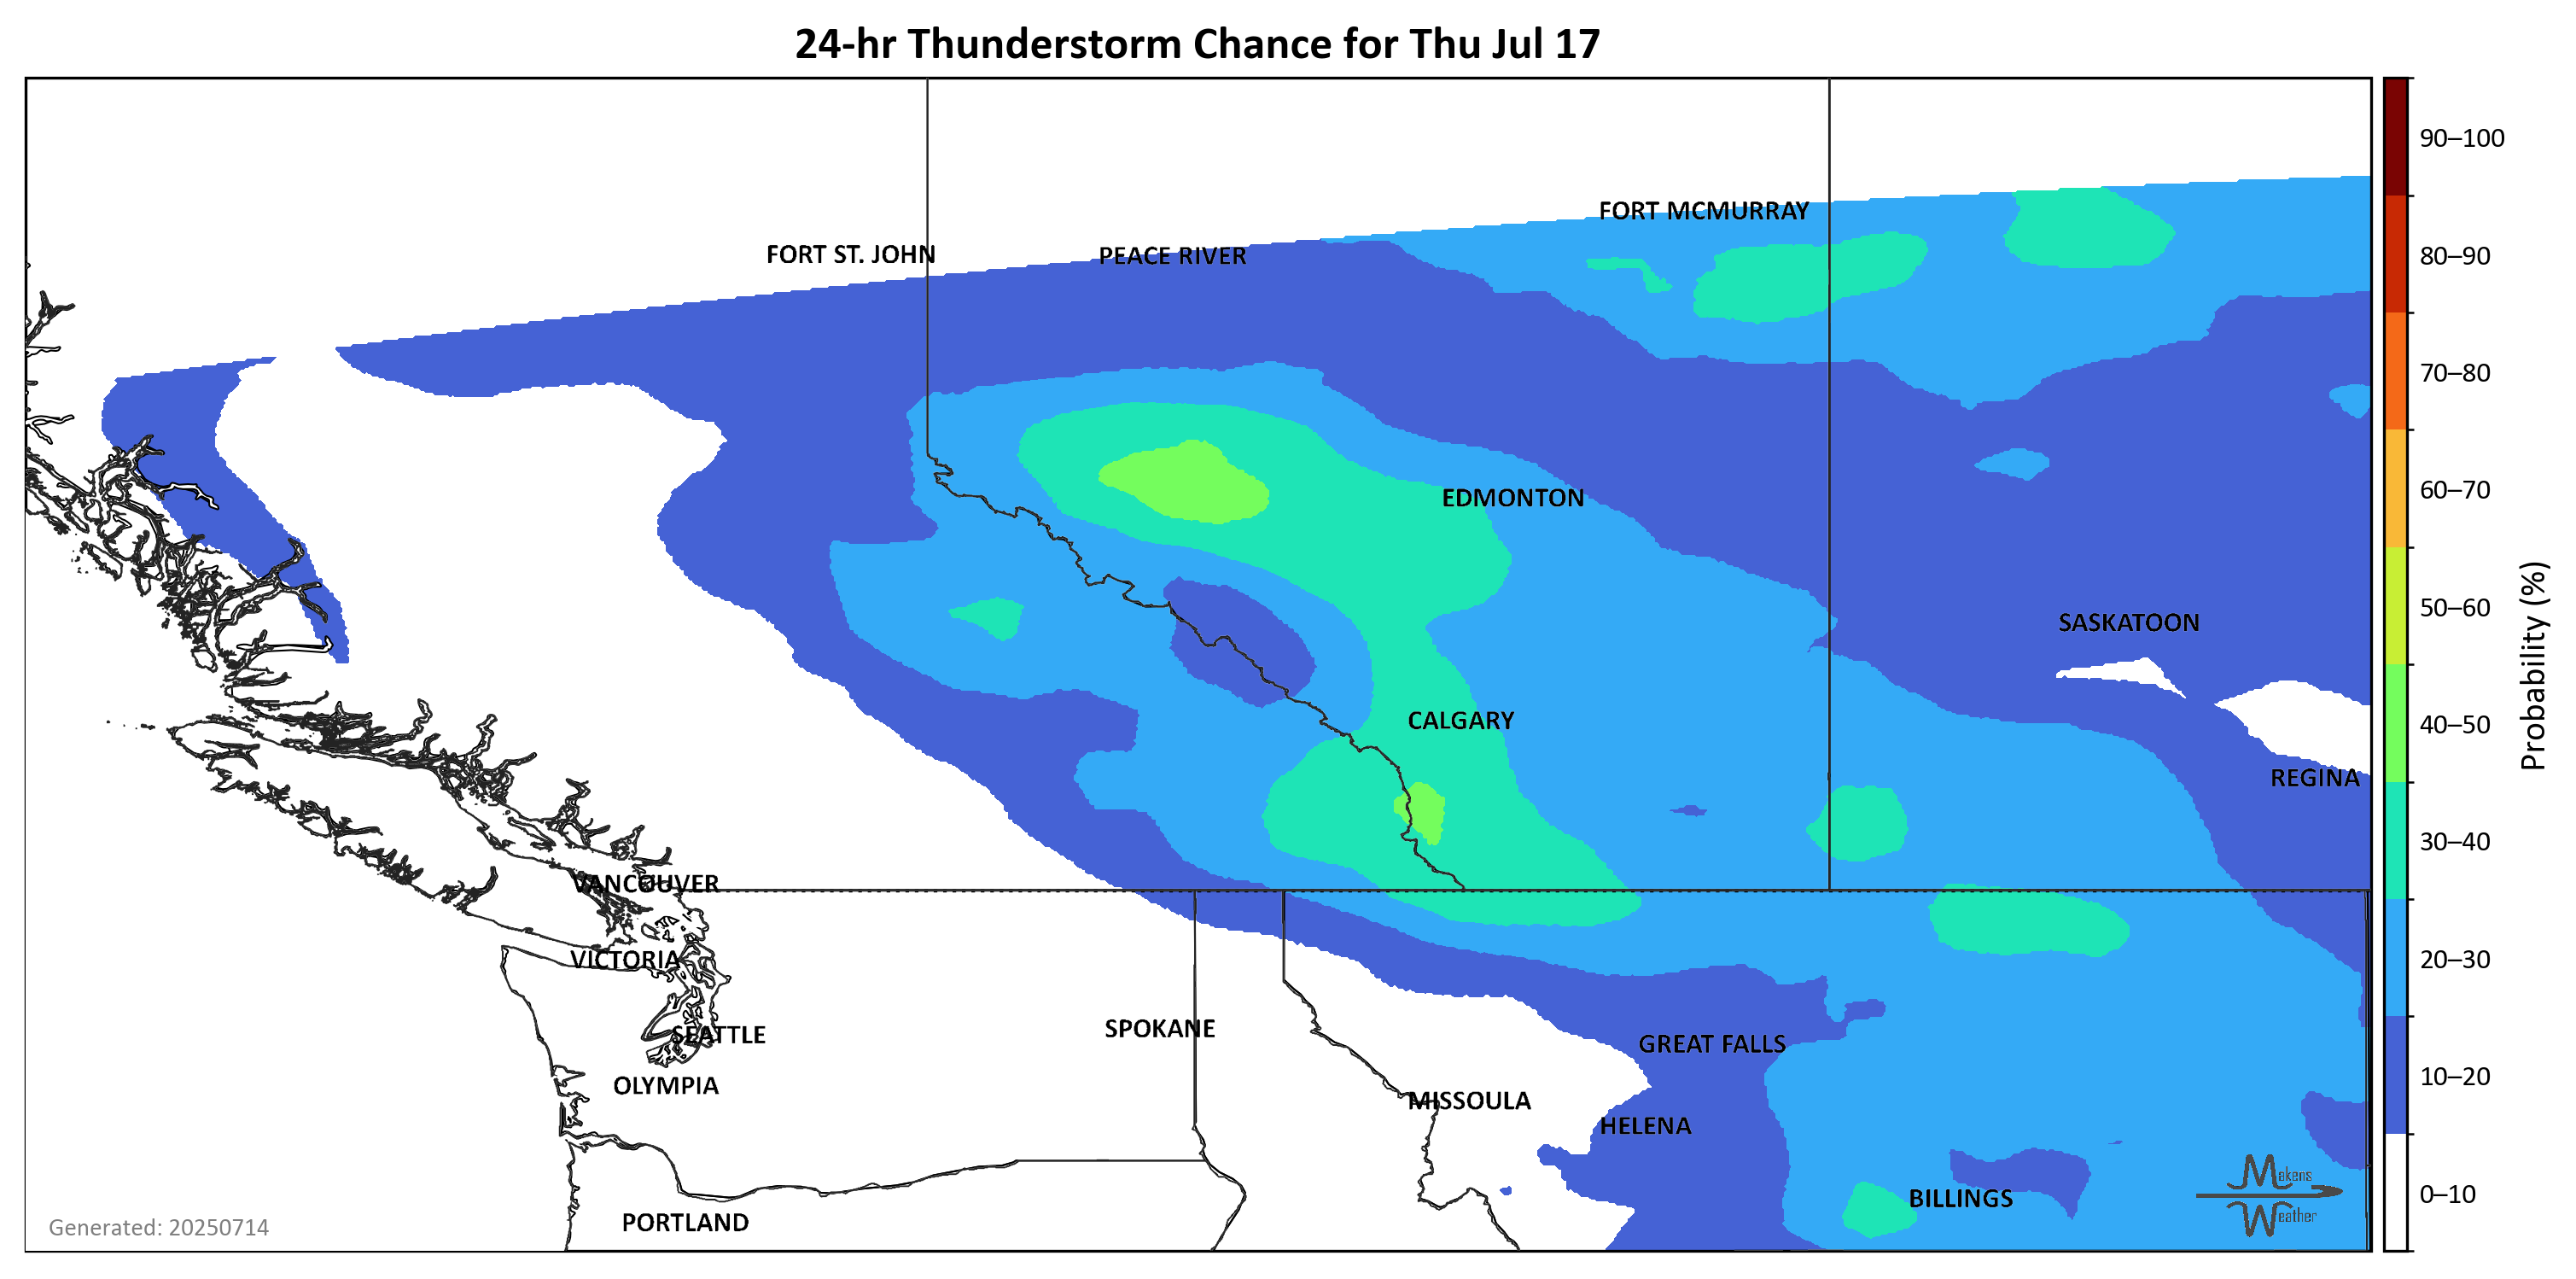 24-hr Thunderstorm Chance for Thu Jul 17
90–100
FORT MCMURRAY
FORT ST. JOHN
PEACE RIVER
80–90
70–80
60–70
EDMONTON
50–60
SASKATOON
Probability (%)
CALGARY
40–50
REGINA
30–40
VANCOUVER
VICTORIA
20–30
SPOKANE
SEATTLE
GREAT FALLS
OLYMPIA
10–20
MISSOULA
HELENA
Makens
Weather
0–10
BILLINGS
PORTLAND
Generated: 20250714